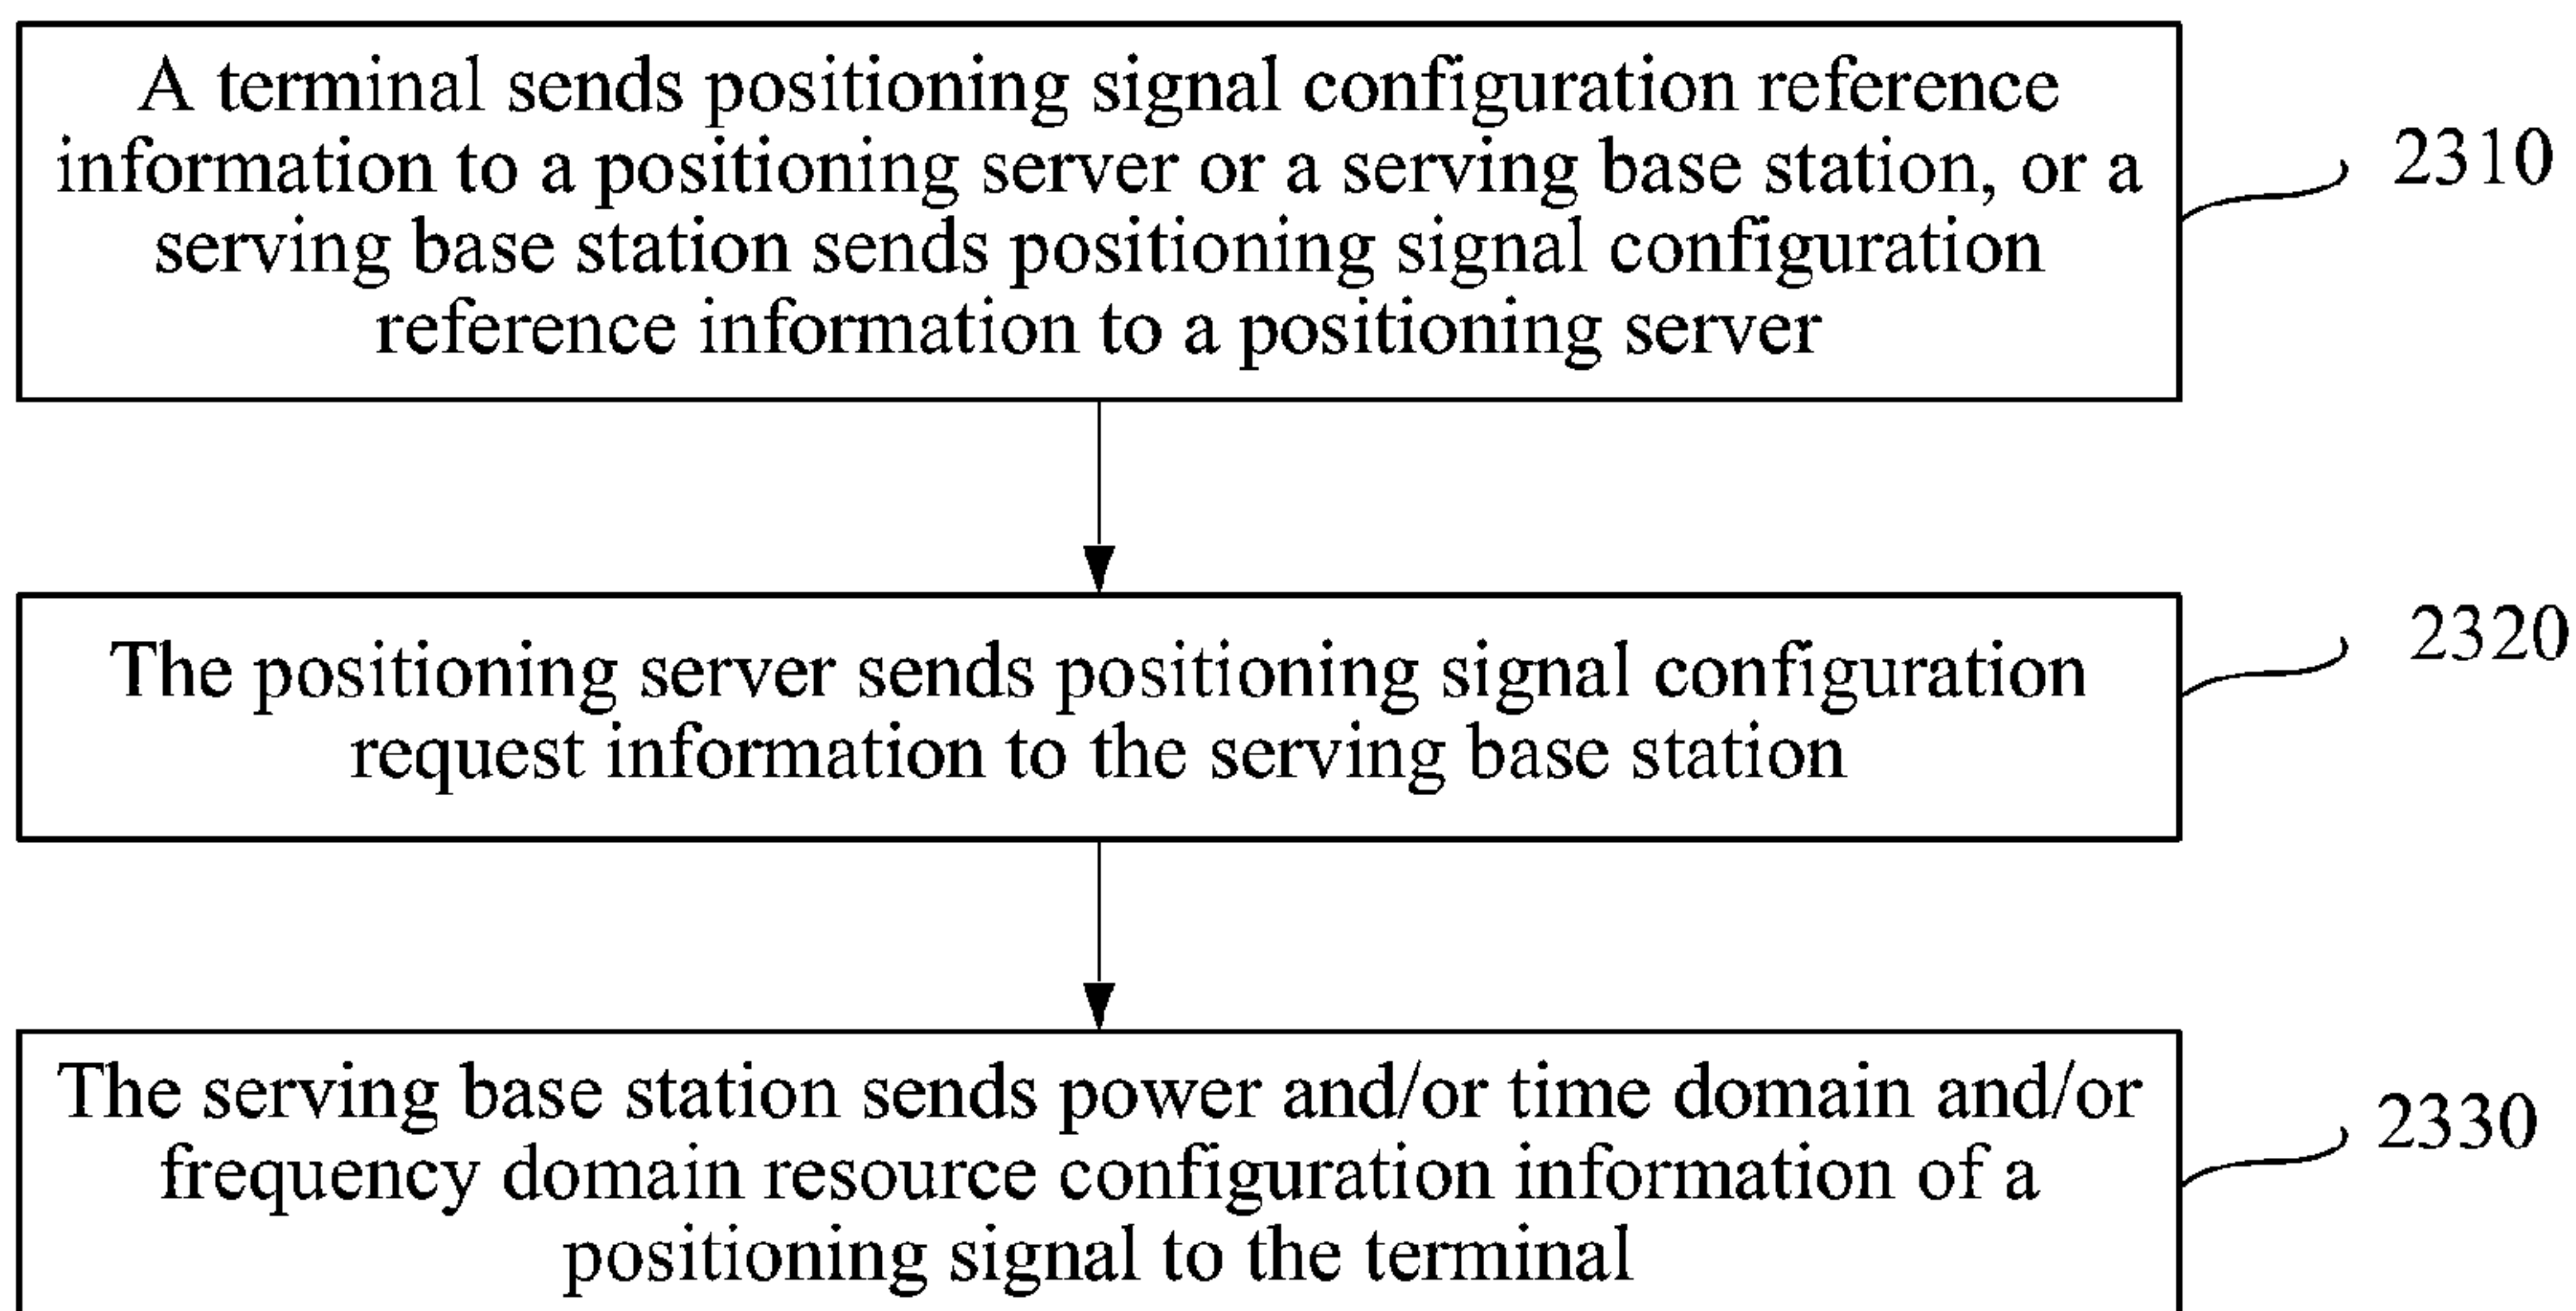 A terminal sends positioning signal configuration reference
information to a positioning server or a serving base station, or a
serving base station sends positioning signal configuration
reference information to a positioning server
2310
The positioning server sends positioning signal configuration
request information to the serving base station
2320
The serving base station sends power and/or time domain and/or
frequency domain resource configuration information of a
positioning signal to the terminal
2330